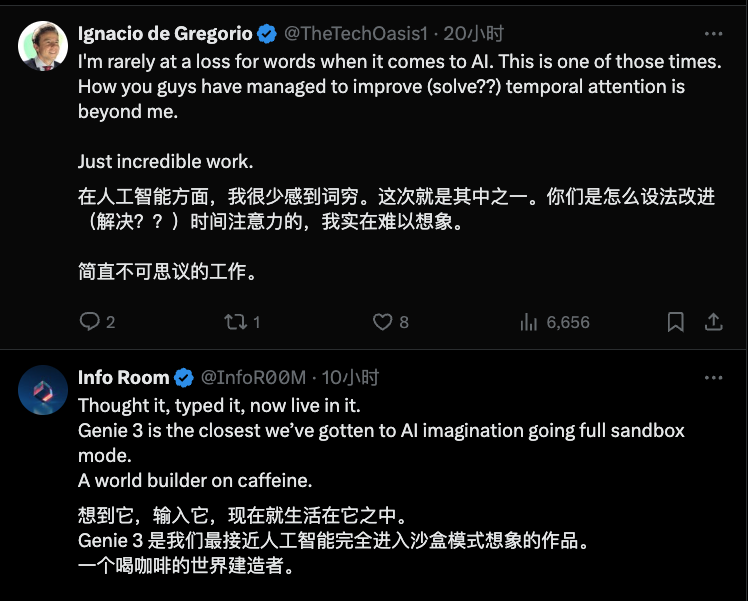 Ignacio de Gregorio @TheTechOasis1 · 20小时
I'm rarely at a loss for words when it comes to AI. This is one of those times.
How you guys have managed to improve (solve??) temporal attention is
beyond me.
Just incredible work.
在人工智能方面，我很少感到词穷。这次就是其中之一。你们是怎么设法改进
（解决？？）时间注意力的，我实在难以想象。
简直不可思议的工作。
2 1 8 6,656
Info Room @InfoR00M · 10小时
Thought it, typed it, now live in it.
Genie 3 is the closest we’ve gotten to AI imagination going full sandbox
mode.
A world builder on caffeine.
想到它，输入它，现在就生活在它之中。
Genie 3 是我们最接近人工智能完全进入沙盒模式想象的作品。
一个喝咖啡的世界建造者。